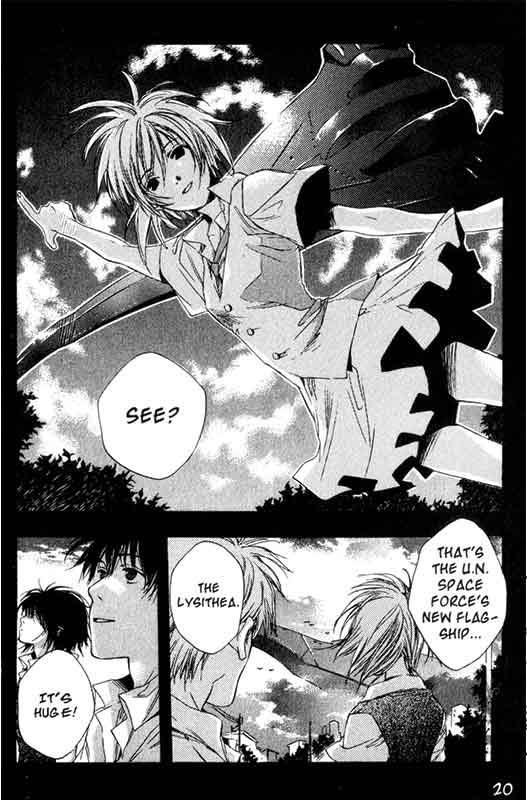 SEE?
THAT'S
THE U.N.
SPACE
FORCE'S
NEW FLAG-
SHIP...
THE
LYSITHEA.
IT'S
HUGE!
20